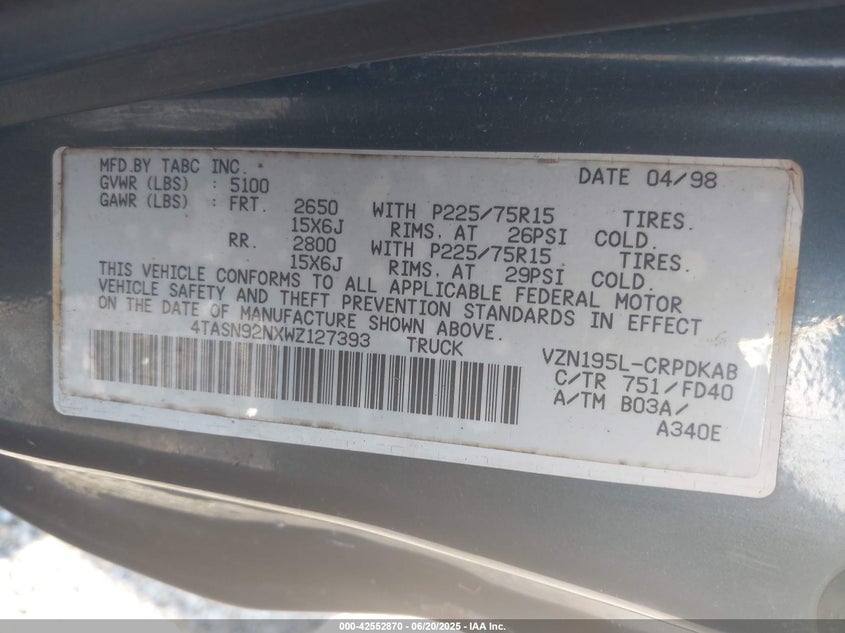 MFD.BY TABC INC.
DATE 04/98
GVWR (LBS) : 5100
GAWR (LBS) : FRT. 2650 WITH P225/75R15 TIRES.
15X6J RIMS. AT 26PSI COLD.
RR. 2800 WITH P225/75R15 TIRES.
15X6J RIMS. AT 29PSI COLD.
THIS VEHICLE CONFORMS TO ALL APPLICABLE FEDERAL MOTOR
VEHICLE SAFETY AND THEFT PREVENTION STANDARDS IN EFFECT
ON THE DATE OF MANUFACTURE SHOWN ABOVE.
4TASN92NXWZ127393 TRUCK
VZN195L-CRPDKAB
C/TR 751/FD40
A/TM B03A/
A340E
000-42552870 - 06/20/2025 - IAA Inc.